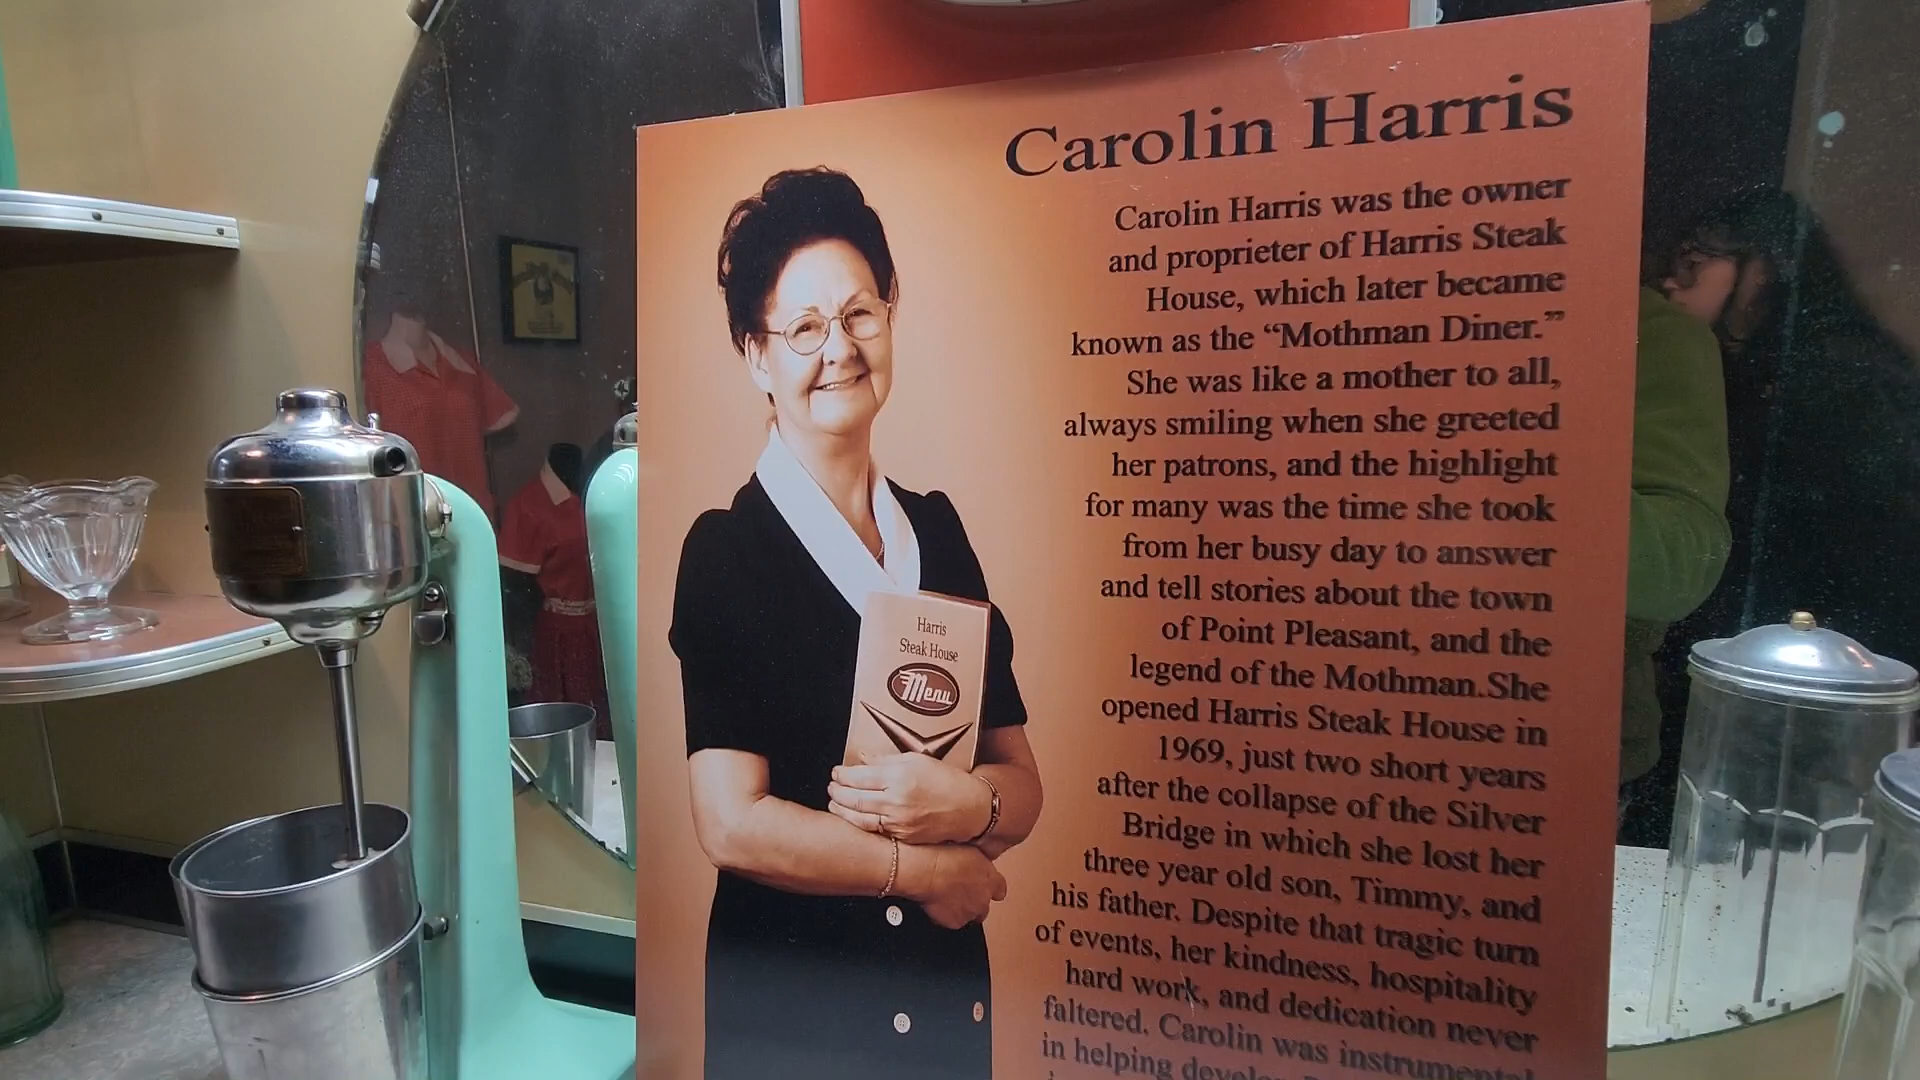 Carolin Harris
Carolin Harris was the owner
and proprieter of Harris Steak
House, which later became
known as the “Mothman Diner.”
She was like a mother to all,
always smiling when she greeted
her patrons, and the highlight
for many was the time she took
from her busy day to answer
and tell stories about the town
of Point Pleasant, and the
legend of the Mothman.She
opened Harris Steak House in
1969, just two short years
after the collapse of the Silver
Bridge in which she lost her
three year old son, Timmy, and
his father. Despite that tragic turn
of events, her kindness, hospitality
hard work, and dedication never
faltered. Carolin was instrumental
in helping
Harris
Steak House
Menu